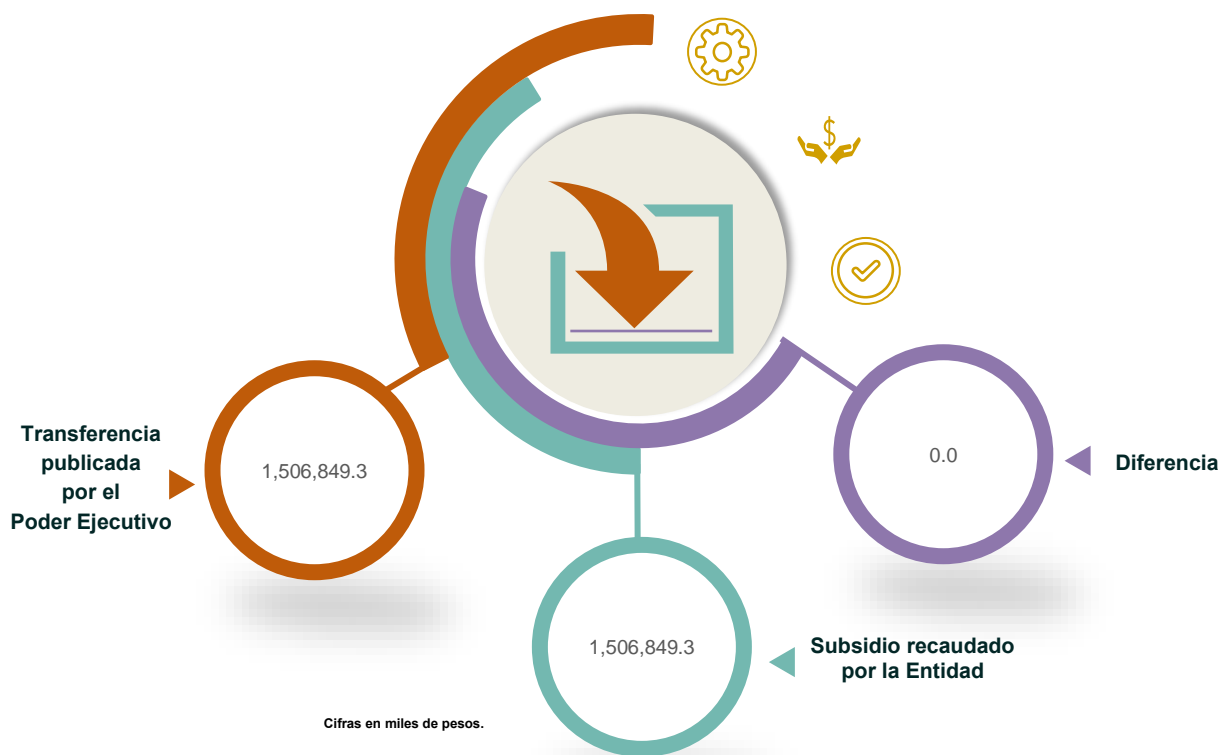 Transferencia
publicada
por el
Poder Ejecutivo
1,506,849.3
0.0
Diferencia
1,506,849.3
Subsidio recaudado
por la Entidad
Cifras en miles de pesos.